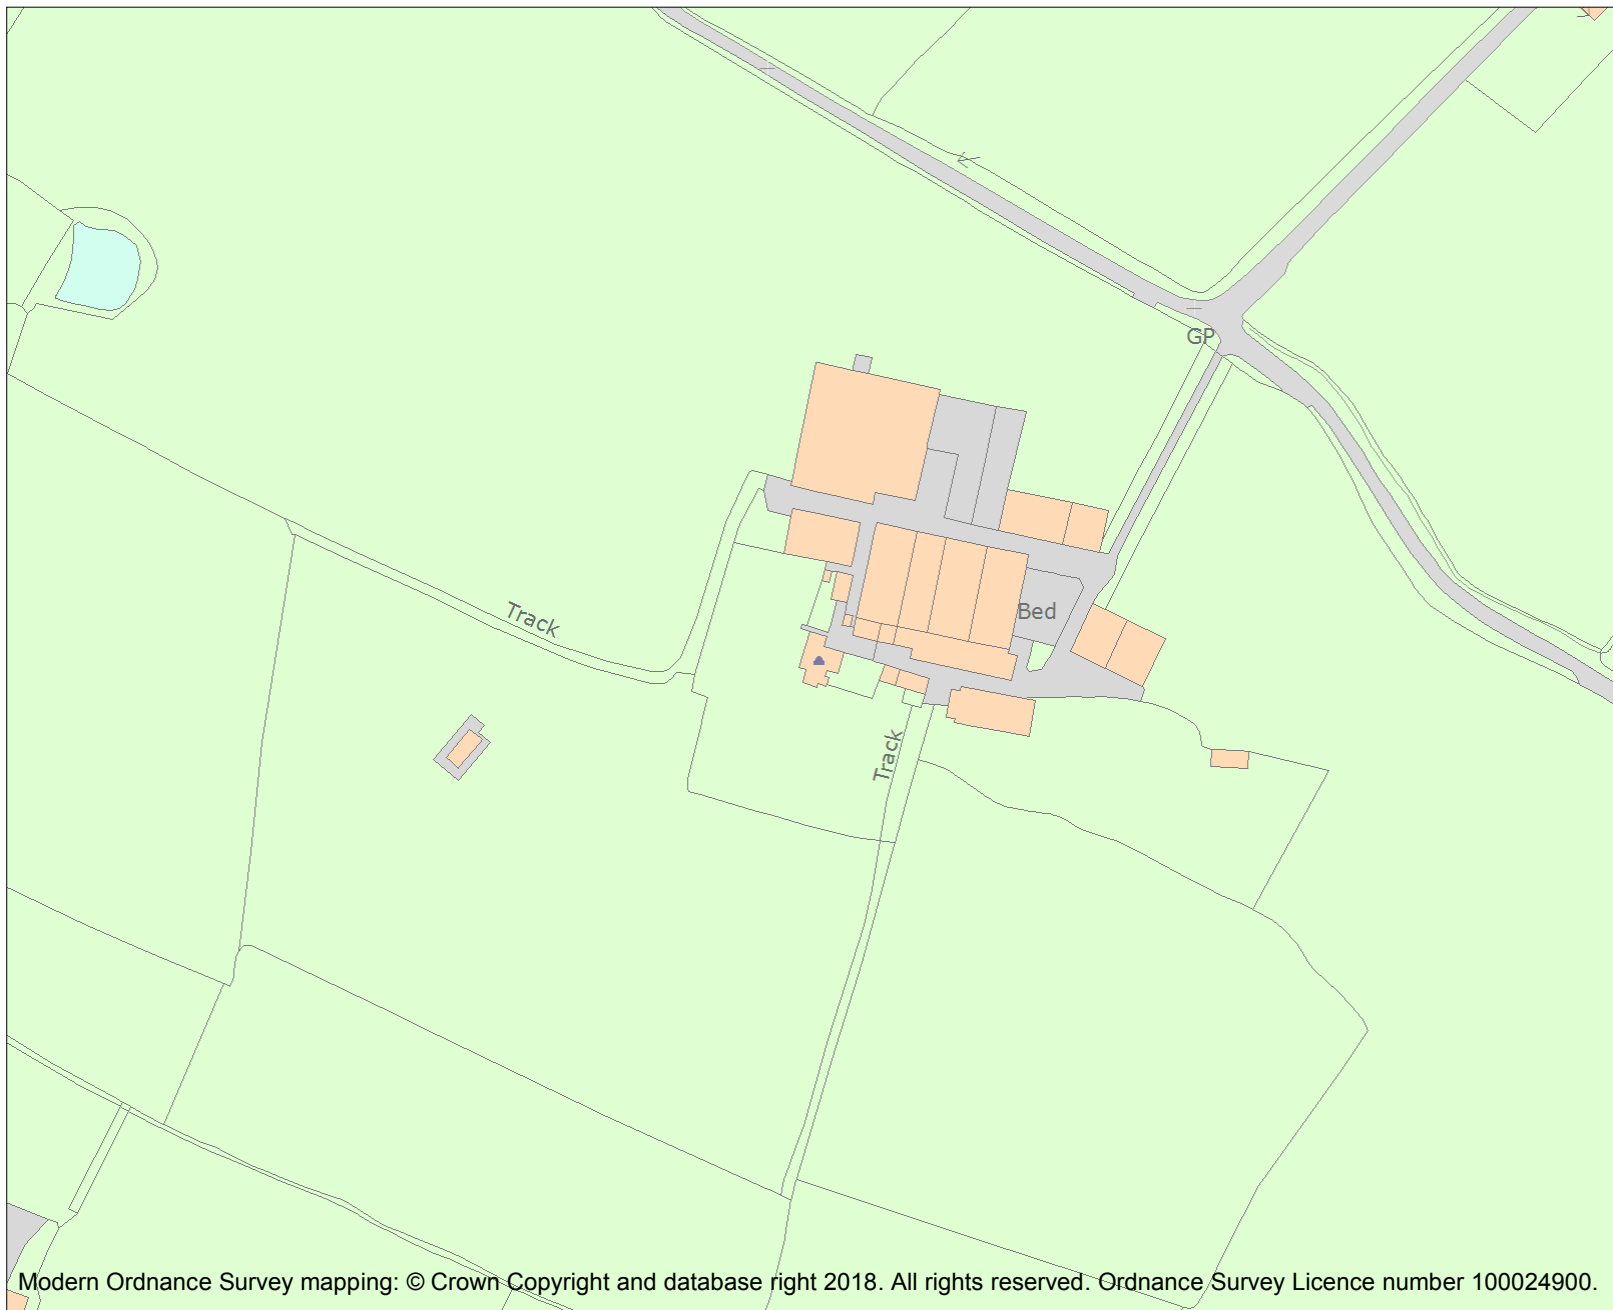 GP
Bed
Track
Track
Modern Ordnance Survey mapping: © Crown Copyright and database right 2018. All rights reserved. Ordnance Survey Licence number 100024900.